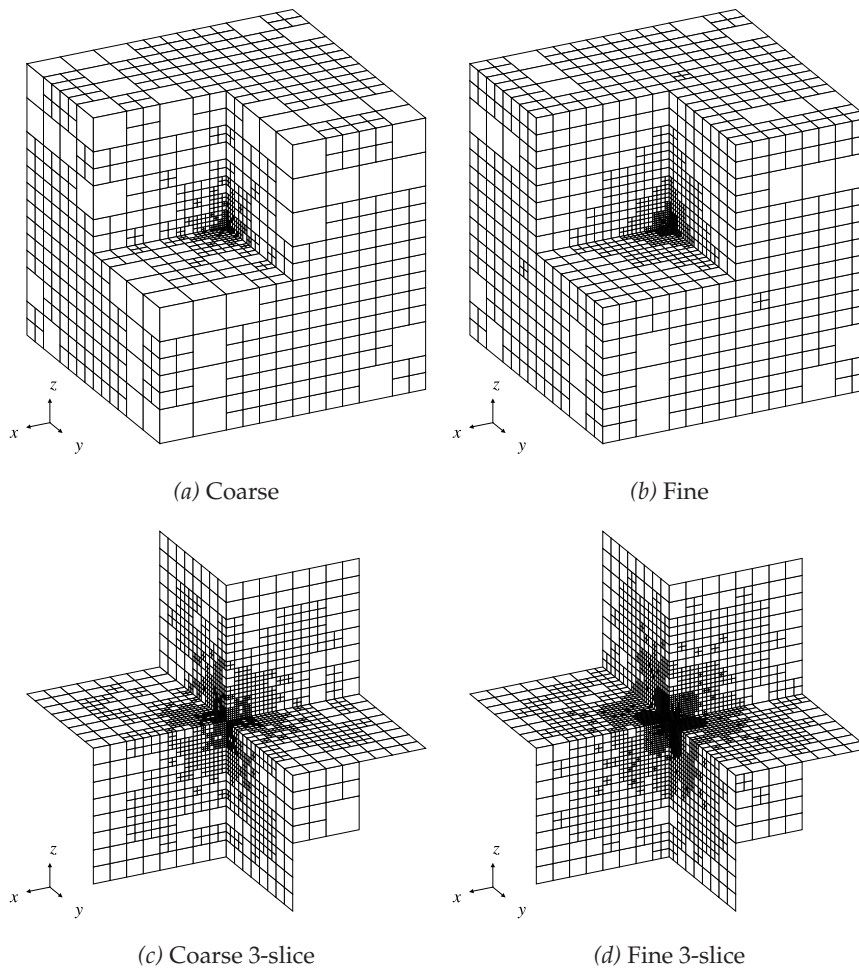 z
x
y
z
x
y
(a) Coarse
(b) Fine
z
x
y
z
x
y
(c) Coarse 3-slice
(d) Fine 3-slice